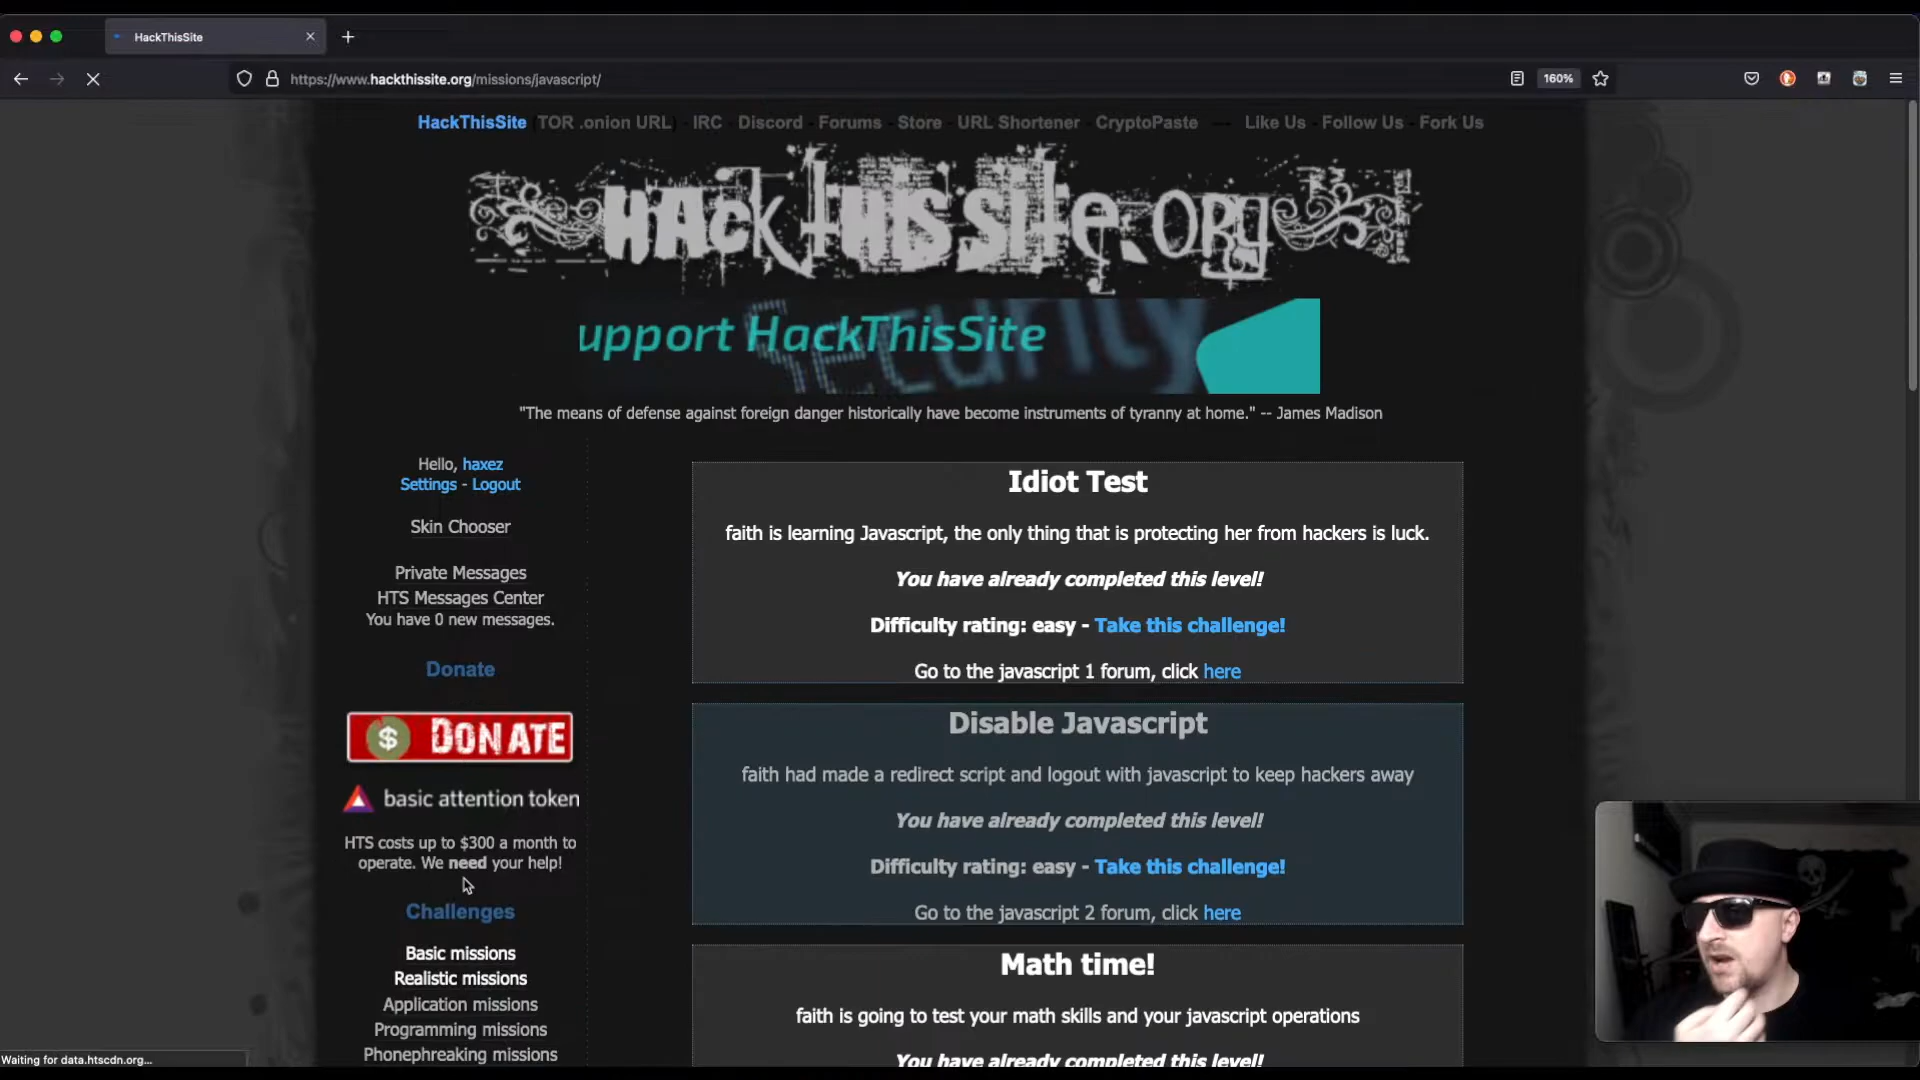 HackThisSite
https://www.hackthissite.org/missions/javascript/
160%
HackThisSite (TOR .onion URL) - IRC - Discord - Forums - Store - URL Shortener - CryptoPaste — Like Us - Follow Us - Fork Us
HackThisSite.org
upport HackThisSite
Security
"The means of defense against foreign danger historically have become instruments of tyranny at home." -- James Madison
Hello, haxez
Settings - Logout
Skin Chooser
Private Messages
HTS Messages Center
You have 0 new messages.
Donate
$ DONATE
basic attention token
HTS costs up to $300 a month to
operate. We need your help!
Challenges
Basic missions
Realistic missions
Application missions
Programming missions
Phonephreaking missions
Idiot Test
faith is learning Javascript, the only thing that is protecting her from hackers is luck.
You have already completed this level!
Difficulty rating: easy - Take this challenge!
Go to the javascript 1 forum, click here
Disable Javascript
faith had made a redirect script and logout with javascript to keep hackers away
You have already completed this level!
Difficulty rating: easy - Take this challenge!
Go to the javascript 2 forum, click here
Math time!
faith is going to test your math skills and your javascript operations
You have already completed this level!
Waiting for data.htscdn.org...